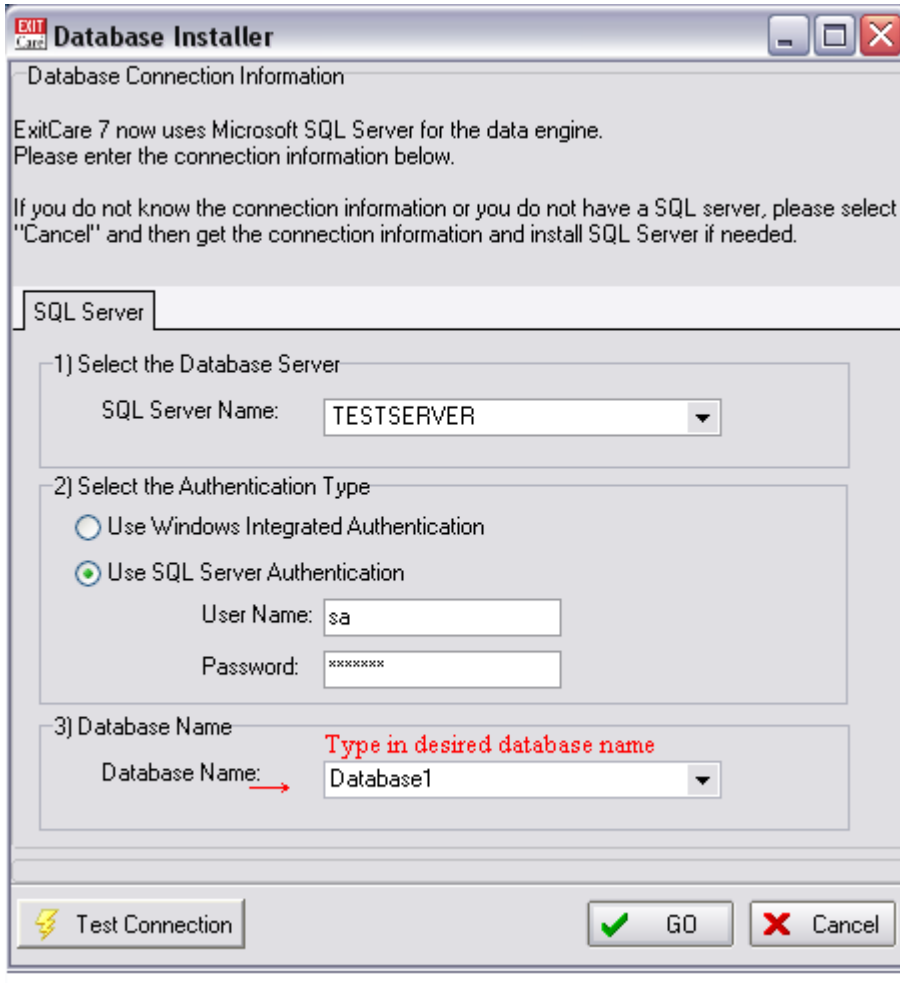 EXIT
Care
Database Installer
Database Connection Information
ExitCare 7 now uses Microsoft SQL Server for the data engine.
Please enter the connection information below.
If you do not know the connection information or you do not have a SQL server, please select
"Cancel" and then get the connection information and install SQL Server if needed.
SQL Server
1) Select the Database Server
SQL Server Name: TESTSERVER
2) Select the Authentication Type
Use Windows Integrated Authentication
Use SQL Server Authentication
User Name: sa
Password: *******
3) Database Name
Type in desired database name
Database Name: Database1
Test Connection GO Cancel